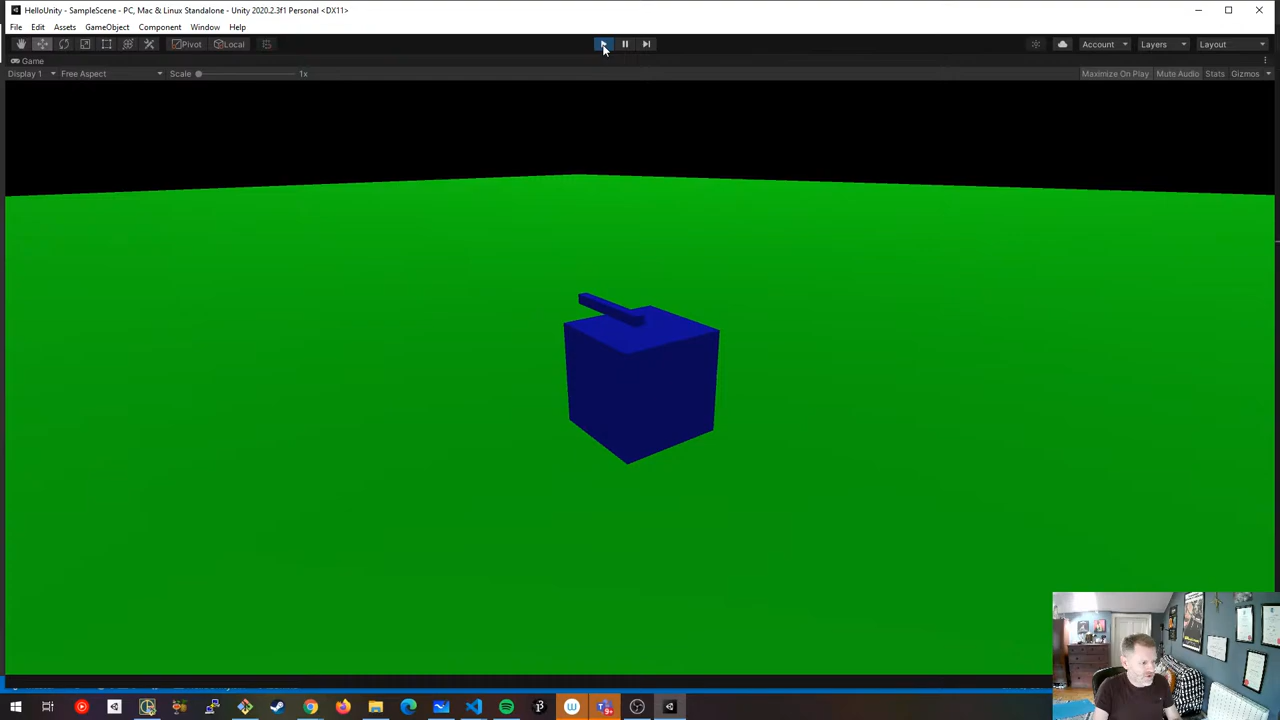 HelloUnity - SampleScene - PC, Mac & Linux Standalone - Unity 2020.2.3f1 Personal <DX11>
File Edit Assets GameObject Component Window Help
Pivot Local Account Layers Layout
Game
Display 1 Free Aspect Scale 1x Maximize On Play Mute Audio Stats Gizmos